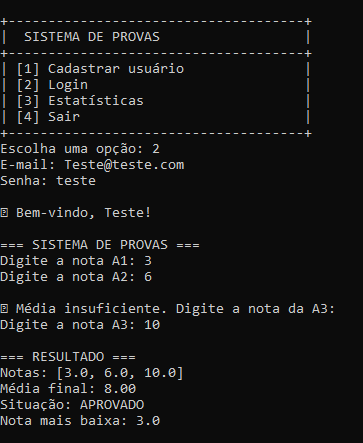 +-----------------------------------+
|  SISTEMA DE PROVAS                |
+-----------------------------------+
| [1] Cadastrar usuário             |
| [2] Login                         |
| [3] Estatísticas                  |
| [4] Sair                          |
+-----------------------------------+
Escolha uma opção: 2
E-mail: Teste@teste.com
Senha: teste
Bem-vindo, Teste!
=== SISTEMA DE PROVAS ===
Digite a nota A1: 3
Digite a nota A2: 6
Média insuficiente. Digite a nota da A3:
Digite a nota A3: 10
=== RESULTADO ===
Notas: [3.0, 6.0, 10.0]
Média final: 8.00
Situação: APROVADO
Nota mais baixa: 3.0